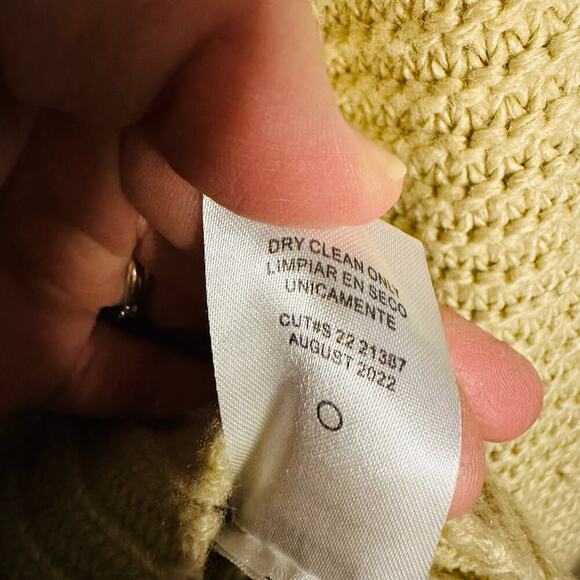 DRY CLEAN ONLY
LIMPIAR EN SECO
UNICAMENTE
CUT#S 22 21387
AUGUST 2022